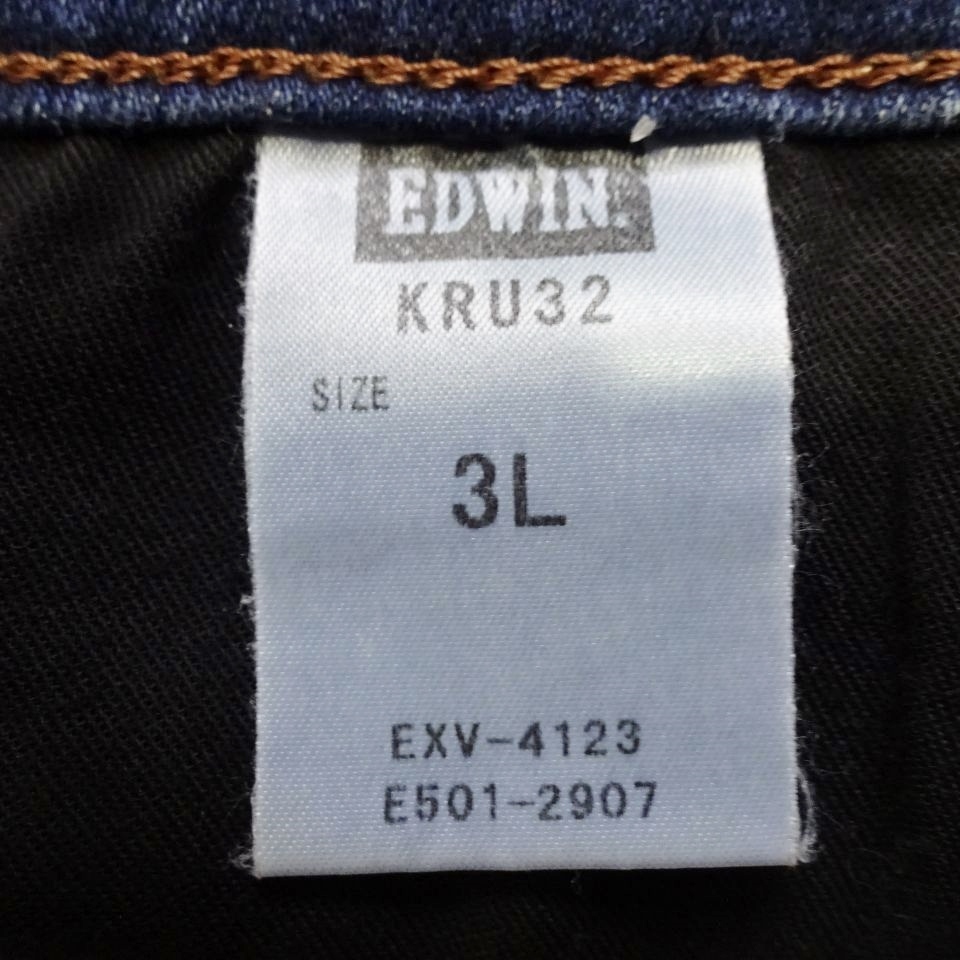 EDWIN.
KRU32
SIZE
3L
EXV-4123
E501-2907